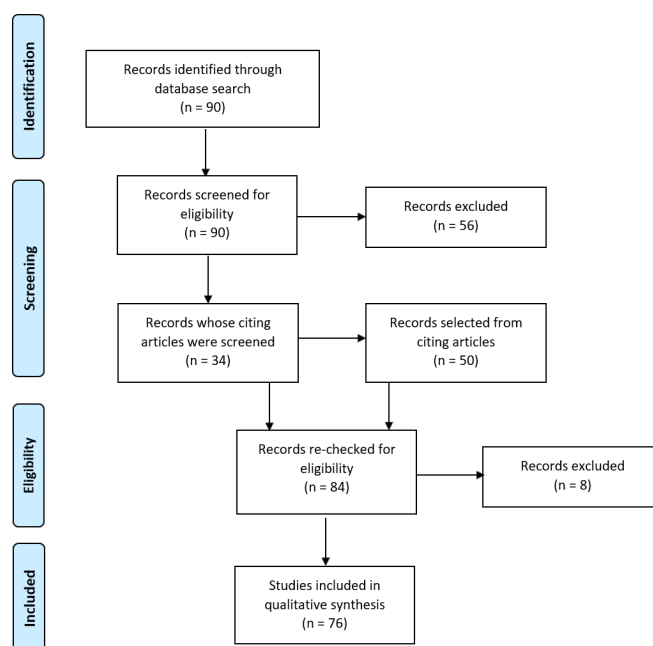 Identification
Records identified through
database search
(n = 90)
Screening
Records screened for
eligibility
(n = 90)
Records excluded
(n = 56)
Records whose citing
articles were screened
(n = 34)
Records selected from
citing articles
(n = 50)
Eligibility
Records re-checked for
eligibility
(n = 84)
Records excluded
(n = 8)
Included
Studies included in
qualitative synthesis
(n = 76)